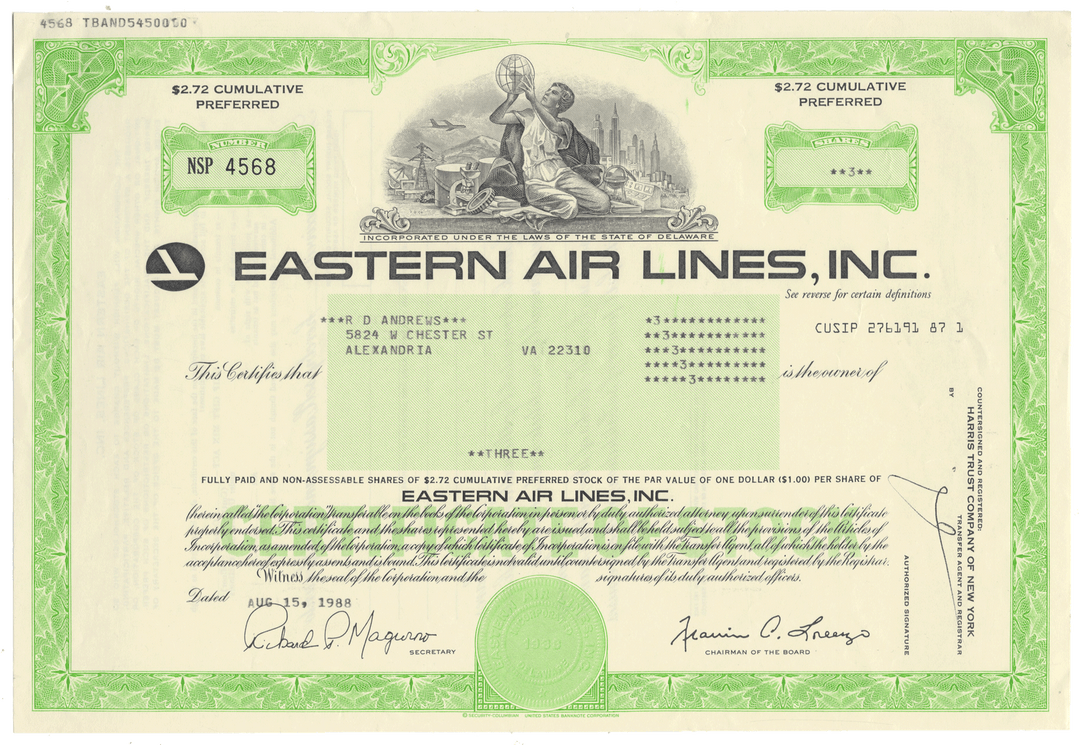 4568 TBAND5450010
$2.72 CUMULATIVE
PREFERRED
$2.72 CUMULATIVE
PREFERRED
NUMBER
NSP 4568
SHARES
**3**
INCORPORATED UNDER THE LAWS OF THE STATE OF DELAWARE
EASTERN AIR LINES, INC.
See reverse for certain definitions
***R D ANDREWS***
5824 W CHESTER ST
ALEXANDRIA VA 22310
*3************
**3***********
***3**********
****3*********
*****3********
CUSIP 276191 87 1
This Certifies that
is the owner of
**THREE**
FULLY PAID AND NON-ASSESSABLE SHARES OF $2.72 CUMULATIVE PREFERRED STOCK OF THE PAR VALUE OF ONE DOLLAR ($1.00) PER SHARE OF
EASTERN AIR LINES, INC.
(herein called The Corporation) transferable on the books of the Corporation in person or by duly authorized attorney upon surrender of this Certificate
properly endorsed. This certificate and the shares represented hereby are issued and shall be held subject to all the provisions of the Articles of
Incorporation, as amended, of the Corporation, a copy of which Certificate of Incorporation is on file with the Transfer Agent, all of which the holder by the
acceptance hereof expressly assents and is bound. This Certificate is not valid until countersigned by the Transfer Agent and registered by the Registrar.
Witness the seal of the Corporation and the signatures of its duly authorized officers.
Dated AUG 15, 1988
Richard P. Magurno
SECRETARY
CHAIRMAN OF THE BOARD
COUNTERSIGNED AND REGISTERED:
HARRIS TRUST COMPANY OF NEW YORK
TRANSFER AGENT AND REGISTRAR
BY
AUTHORIZED SIGNATURE
© SECURITY-COLUMBIAN UNITED STATES BANKNOTE CORPORATION